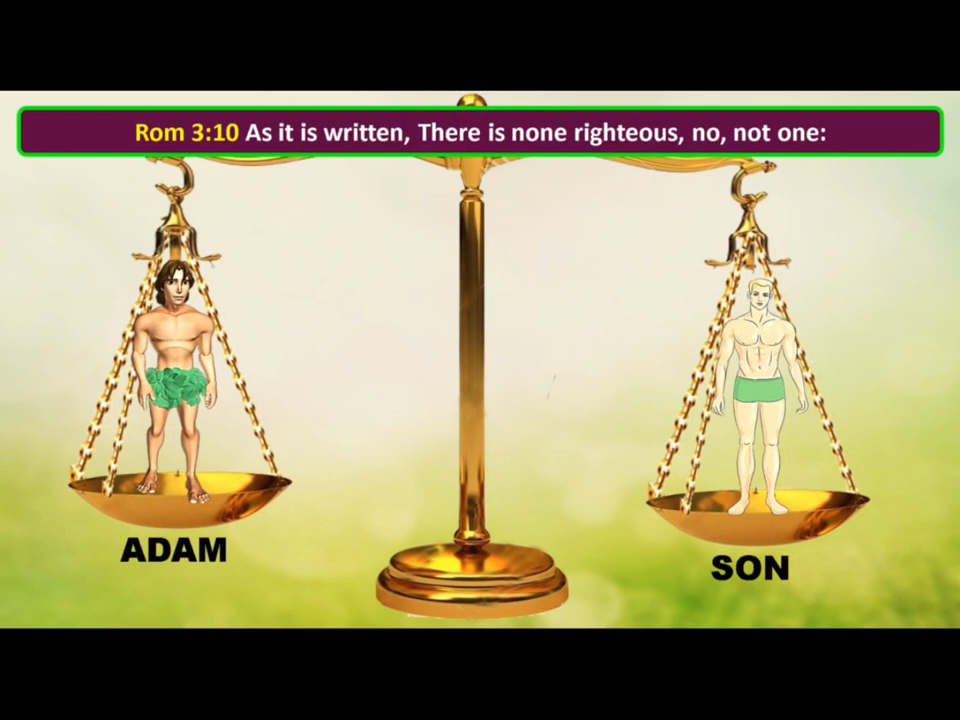 Rom 3:10 As it is written, There is none righteous, no, not one:
ADAM
SON